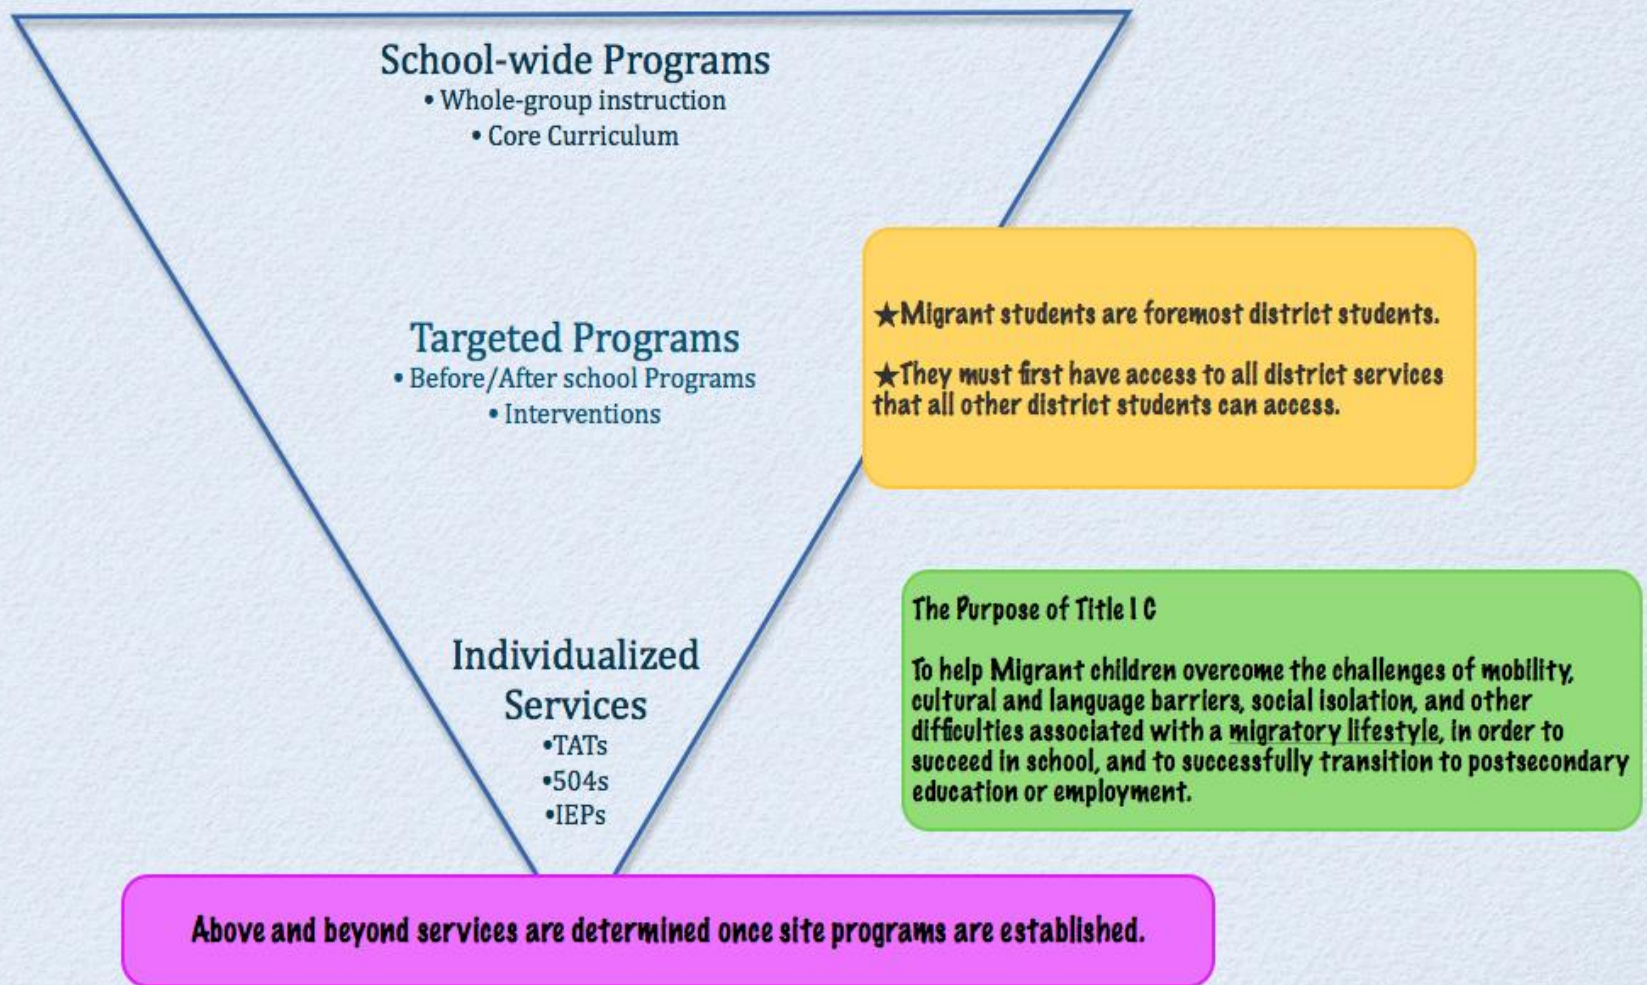 School-wide Programs
• Whole-group instruction
• Core Curriculum
Targeted Programs
• Before/After school Programs
• Interventions
★Migrant students are foremost district students.
★They must first have access to all district services
that all other district students can access.
Individualized
Services
•TATs
•504s
•IEPs
The Purpose of Title I C
To help Migrant children overcome the challenges of mobility,
cultural and language barriers, social isolation, and other
difficulties associated with a migratory lifestyle, in order to
succeed in school, and to successfully transition to postsecondary
education or employment.
Above and beyond services are determined once site programs are established.